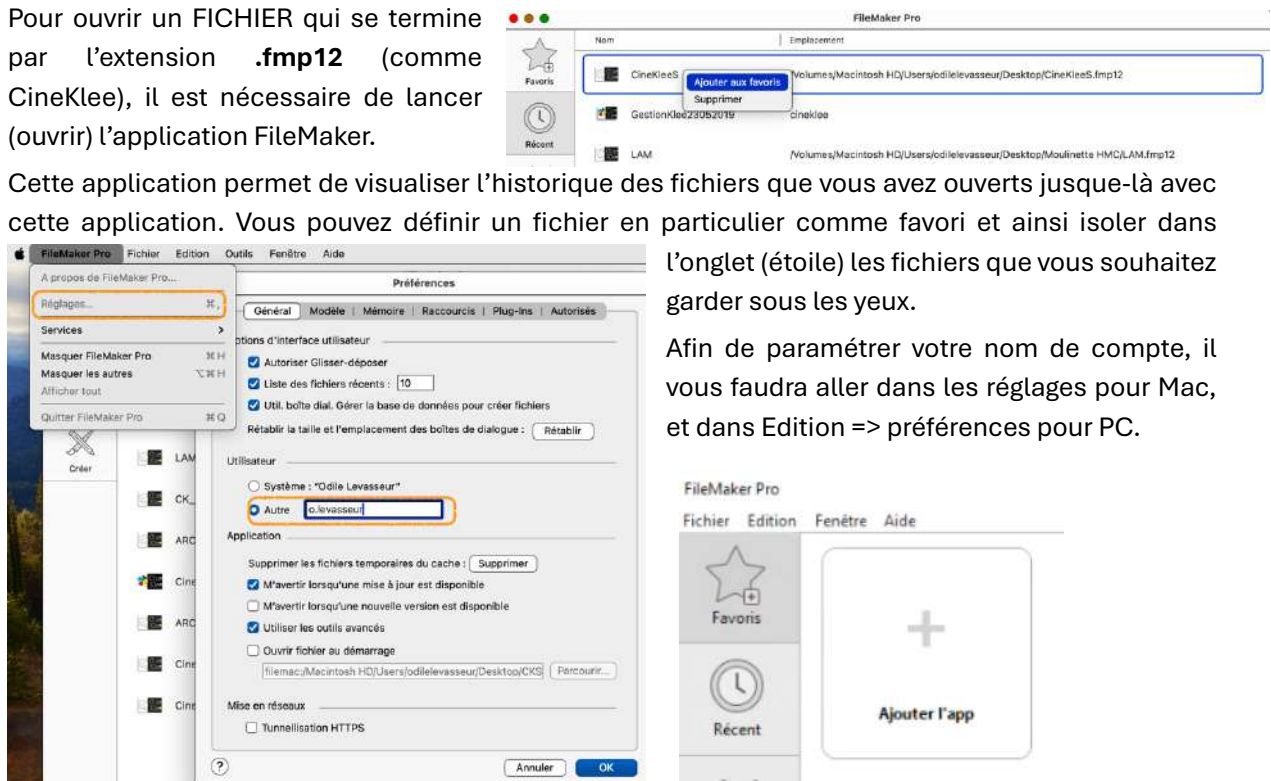 Pour ouvrir un FICHIER qui se termine
par l’extension .fmp12 (comme
CineKlee), il est nécessaire de lancer
(ouvrir) l’application FileMaker.
FileMaker Pro
Nom
Emplacement
Favoris
CineKleeS
/Volumes/Macintosh HD/Users/odilelevasseur/Desktop/CineKleeS.fmp12
Ajouter aux favoris
Supprimer
GestionKlee23052019
cineklee
Récent
LAM
/Volumes/Macintosh HD/Users/odilelevasseur/Desktop/Moulinette HMC/LAM.fmp12
Cette application permet de visualiser l’historique des fichiers que vous avez ouverts jusque-là avec
cette application. Vous pouvez définir un fichier en particulier comme favori et ainsi isoler dans
l’onglet (étoile) les fichiers que vous souhaitez
garder sous les yeux.
Afin de paramétrer votre nom de compte, il
vous faudra aller dans les réglages pour Mac,
et dans Edition => préférences pour PC.
FileMaker Pro Fichier Edition Outils Fenêtre Aide
A propos de FileMaker Pro...
Réglages... ⌘ ,
Services >
Masquer FileMaker Pro ⌘ H
Masquer les autres ⌥⌘ H
Afficher tout
Quitter FileMaker Pro ⌘ Q
Créer
LAM
CK_
ARC
Cine
ARC
Cine
Cine
Préférences
Général | Modèle | Mémoire | Raccourcis | Plug-Ins | Autorisés
ptions d'interface utilisateur
Autoriser Glisser-déposer
Liste des fichiers récents : 10
Util. boîte dial. Gérer la base de données pour créer fichiers
Rétablir la taille et l'emplacement des boîtes de dialogue : Rétablir
Utilisateur
Système : "Odile Levasseur"
Autre o.levasseur
Application
Supprimer les fichiers temporaires du cache : Supprimer
M'avertir lorsqu'une mise à jour est disponible
M'avertir lorsqu'une nouvelle version est disponible
Utiliser les outils avancés
Ouvrir fichier au démarrage
filemac:/Macintosh HD/Users/odilelevasseur/Desktop/CKS Parcourir...
Mise en réseaux
Tunnellisation HTTPS
? Annuler OK
FileMaker Pro
Fichier Edition Fenêtre Aide
Favoris
Récent
Ajouter l'app